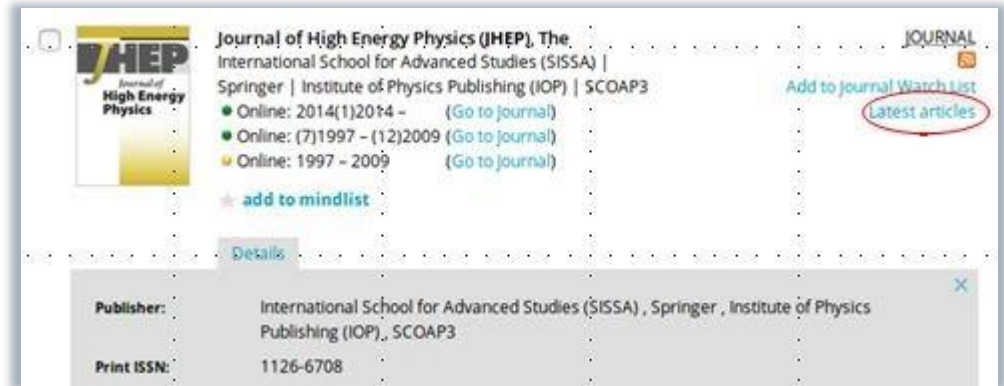 JHEP
Journal of
High Energy
Physics
Journal of High Energy Physics (JHEP), The
International School for Advanced Studies (SISSA) |
Springer | Institute of Physics Publishing (IOP) | SCOAP3
Online: 2014(1)2014 – (Go to Journal)
Online: (7)1997 – (12)2009 (Go to Journal)
Online: 1997 – 2009 (Go to Journal)
add to mindlist
JOURNAL
Add to Journal Watch List
Latest articles
Details
Publisher: International School for Advanced Studies (SISSA) , Springer , Institute of Physics
Publishing (IOP) , SCOAP3
Print ISSN: 1126-6708